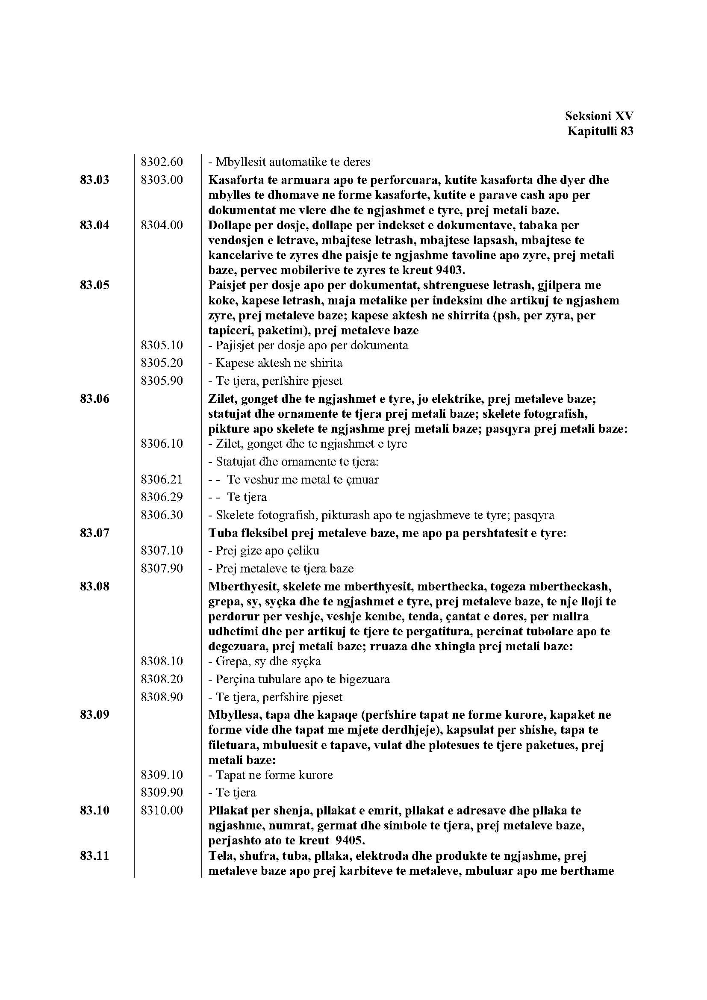 Seksioni XV
Kapitulli 83
8302.60 - Mbyllesit automatike te deres
83.03 8303.00 Kasaforta te armuara apo te perforcuara, kutite kasaforta dhe dyer dhe
mbylles te dhomave ne forme kasaforte, kutite e parave cash apo per
dokumentat me vlere dhe te ngjashmet e tyre, prej metali baze.
83.04 8304.00 Dollape per dosje, dollape per indekset e dokumentave, tabaka per
vendosjen e letrave, mbajtese letrash, mbajtese lapsash, mbajtese te
kancelarive te zyres dhe paisje te ngjashme tavoline apo zyre, prej metali
baze, pervec mobilerive te zyres te kreut 9403.
83.05 Paisjet per dosje apo per dokumentat, shtrenguese letrash, gjilpera me
koke, kapese letrash, maja metalike per indeksim dhe artikuj te ngjashem
zyre, prej metaleve baze; kapese aktesh ne shirrita (psh, per zyra, per
tapiceri, paketim), prej metaleve baze
8305.10 - Pajisjet per dosje apo per dokumenta
8305.20 - Kapese aktesh ne shirita
8305.90 - Te tjera, perfshire pjeset
83.06 Zilet, gonget dhe te ngjashmet e tyre, jo elektrike, prej metaleve baze;
statujat dhe ornamente te tjera prej metali baze; skelete fotografish,
pikture apo skelete te ngjashme prej metali baze; pasqyra prej metali baze:
8306.10 - Zilet, gonget dhe te ngjashmet e tyre
- Statujat dhe ornamente te tjera:
8306.21 - - Te veshur me metal te çmuar
8306.29 - - Te tjera
8306.30 - Skelete fotografish, pikturash apo te ngjashmeve te tyre; pasqyra
83.07 Tuba fleksibel prej metaleve baze, me apo pa pershtatesit e tyre:
8307.10 - Prej gize apo çeliku
8307.90 - Prej metaleve te tjera baze
83.08 Mberthyesit, skelete me mberthyesit, mberthecka, togeza mbertheckash,
grepa, sy, syçka dhe te ngjashmet e tyre, prej metaleve baze, te nje lloji te
perdorur per veshje, veshje kembe, tenda, çantat e dores, per mallra
udhetimi dhe per artikuj te tjere te pergatitura, percinat tubolare apo te
degezuara, prej metali baze; rruaza dhe xhingla prej metali baze:
8308.10 - Grepa, sy dhe syçka
8308.20 - Perçina tubulare apo te bigezuara
8308.90 - Te tjera, perfshire pjeset
83.09 Mbyllesa, tapa dhe kapaqe (perfshire tapat ne forme kurore, kapaket ne
forme vide dhe tapat me mjete derdhjeje), kapsulat per shishe, tapa te
filetuara, mbuluesit e tapave, vulat dhe plotesues te tjere paketues, prej
metali baze:
8309.10 - Tapat ne forme kurore
8309.90 - Te tjera
83.10 8310.00 Pllakat per shenja, pllakat e emrit, pllakat e adresave dhe pllaka te
ngjashme, numrat, germat dhe simbole te tjera, prej metaleve baze,
perjashto ato te kreut 9405.
83.11 Tela, shufra, tuba, pllaka, elektroda dhe produkte te ngjashme, prej
metaleve baze apo prej karbiteve te metaleve, mbuluar apo me berthame